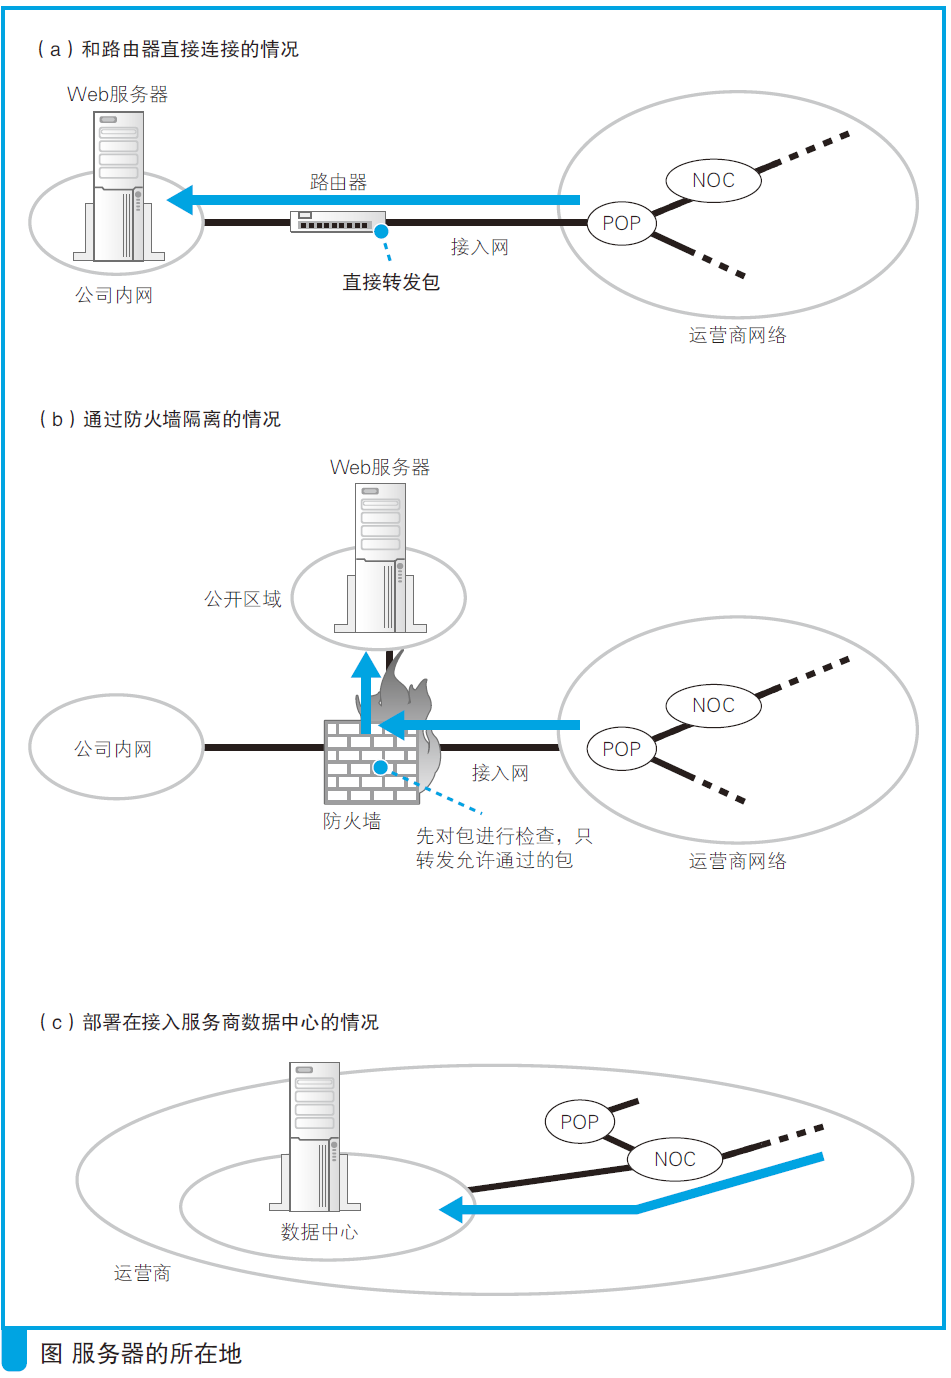 （a）和路由器直接连接的情况
Web服务器
路由器
NOC
POP
接入网
直接转发包
公司内网
运营商网络
（b）通过防火墙隔离的情况
Web服务器
公开区域
NOC
公司内网
POP
接入网
防火墙
先对包进行检查，只
转发允许通过的包
运营商网络
（c）部署在接入服务商数据中心的情况
POP
NOC
数据中心
运营商
图 服务器的所在地